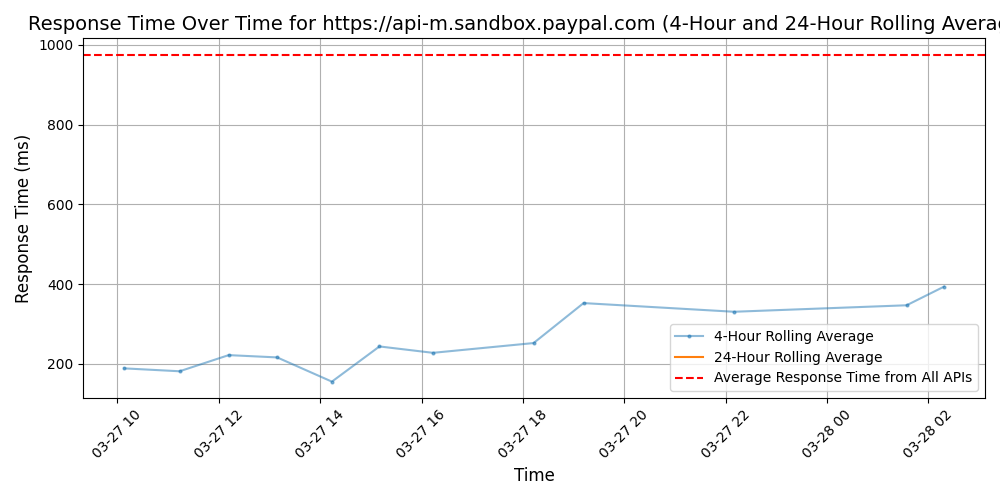 Response Time Over Time for https://api-m.sandbox.paypal.com (4-Hour and 24-Hour Rolling Avera
1000
800
600
400
200
Response Time (ms)
4-Hour Rolling Average
24-Hour Rolling Average
Average Response Time from All APIs
03-27 10
03-27 12
03-27 14
03-27 16
03-27 18
03-27 20
03-27 22
03-28 00
03-28 02
Time